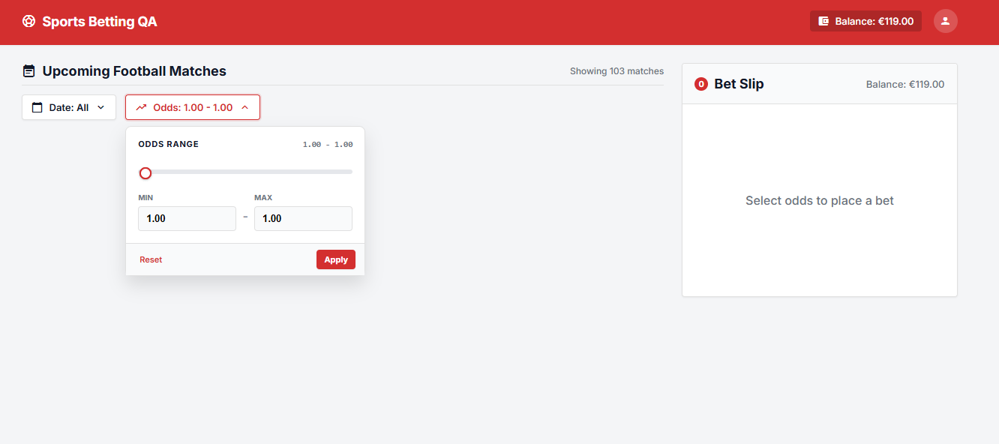 Sports Betting QA
Balance: €119.00
Upcoming Football Matches
Showing 103 matches
Date: All
Odds: 1.00 - 1.00
ODDS RANGE
1.00 - 1.00
MIN
MAX
1.00
-
1.00
Reset
Apply
0
Bet Slip
Balance: €119.00
Select odds to place a bet